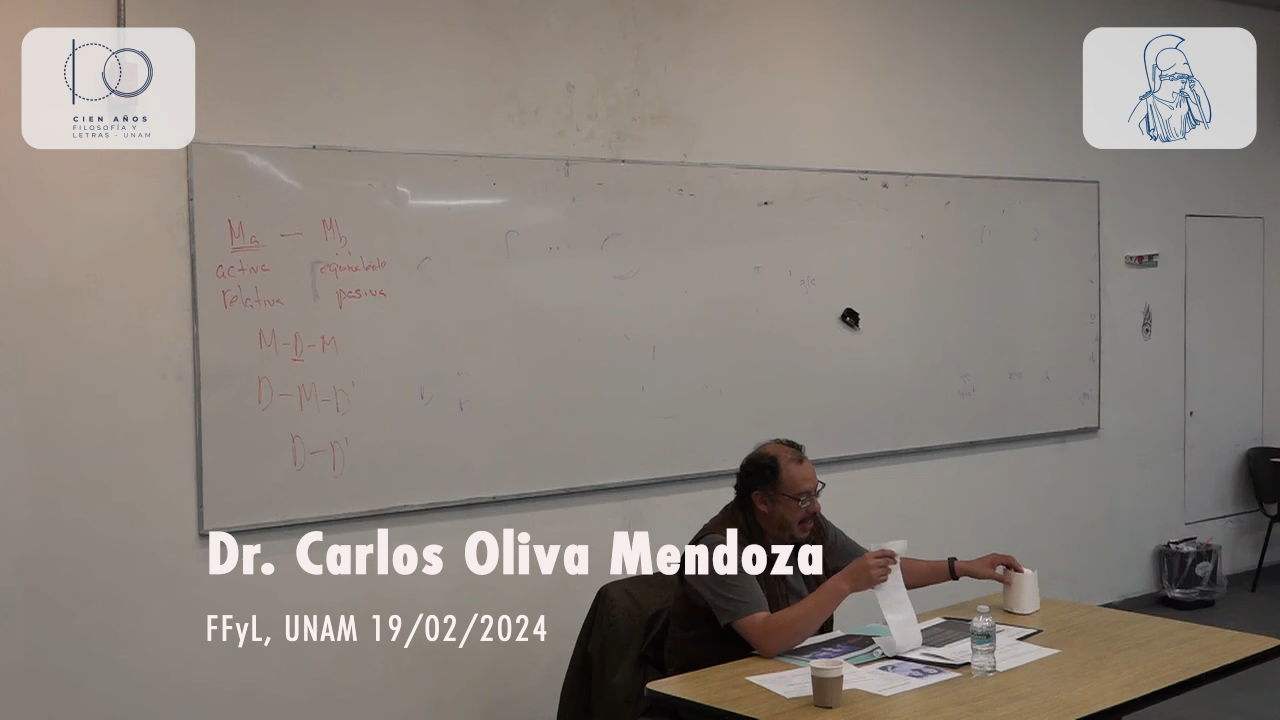 CIEN AÑOS
FILOSOFÍA Y
LETRAS - UNAM
Ma — Mb
activa equivalente
relativa pasiva
M-D-M
D-M-D'
D-D'
Dr. Carlos Oliva Mendoza
FFyL, UNAM 19/02/2024